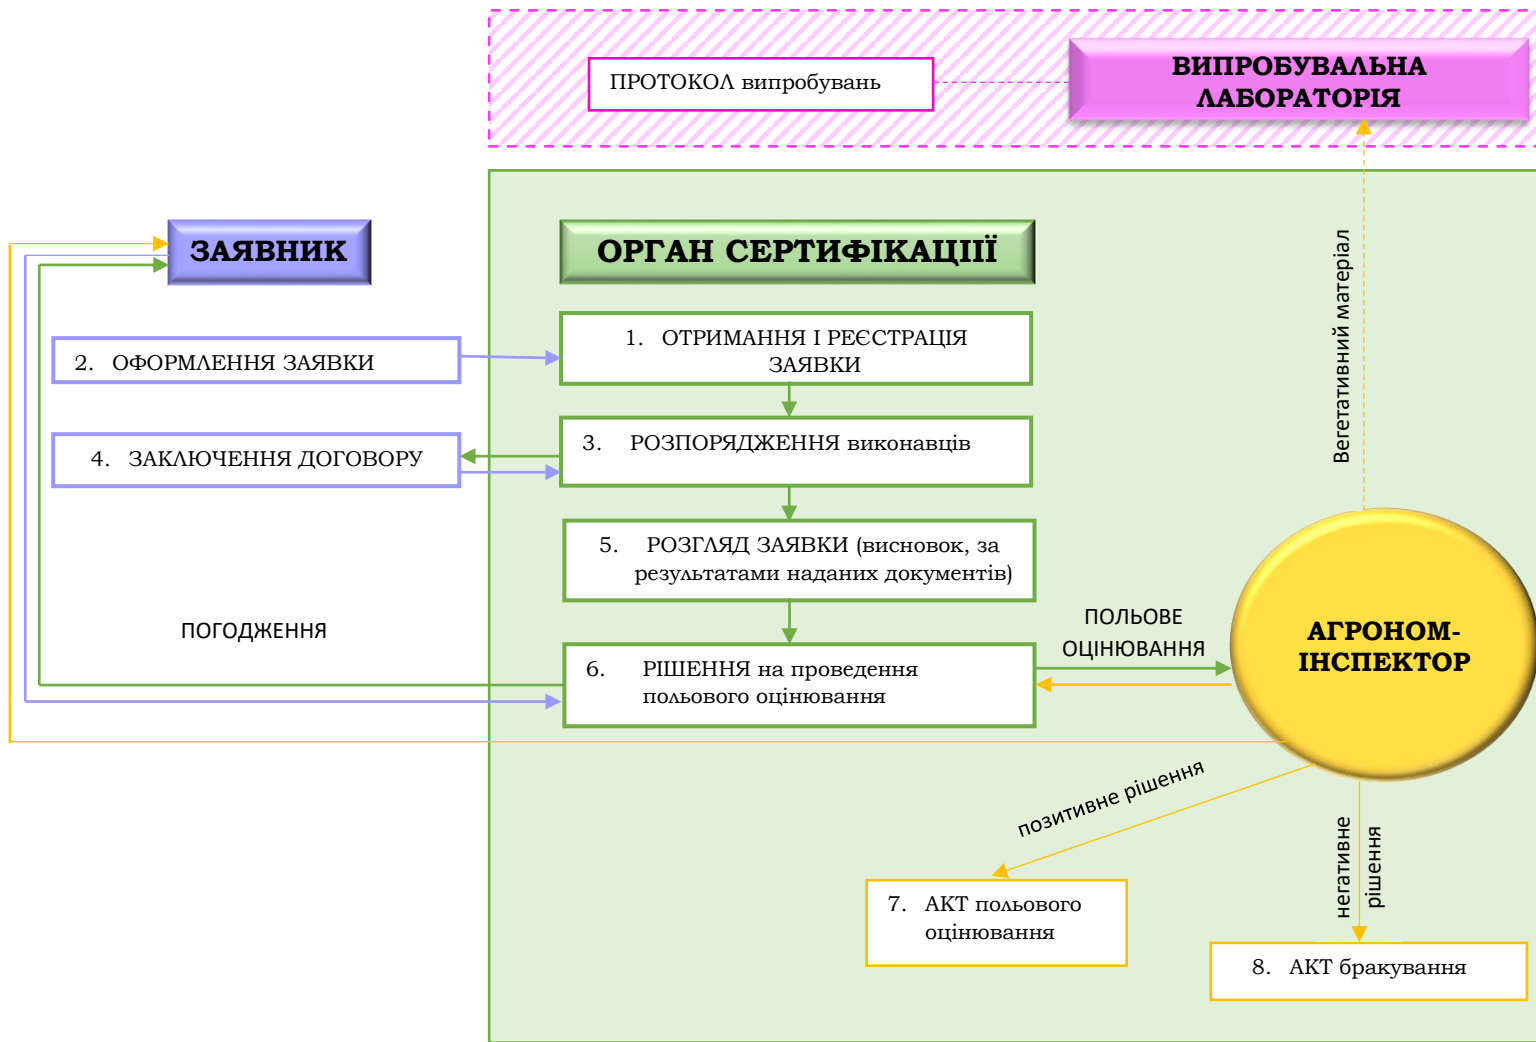 ПРОТОКОЛ випробувань
ВИПРОБУВАЛЬНА
ЛАБОРАТОРІЯ
ЗАЯВНИК
ОРГАН СЕРТИФІКАЦІЇЇ
Вегетативний матеріал
2. ОФОРМЛЕННЯ ЗАЯВКИ
1. ОТРИМАННЯ І РЕЄСТРАЦІЯ
ЗАЯВКИ
4. ЗАКЛЮЧЕННЯ ДОГОВОРУ
3. РОЗПОРЯДЖЕННЯ виконавців
5. РОЗГЛЯД ЗАЯВКИ (висновок, за
результатами наданих документів)
ПОГОДЖЕННЯ
6. РІШЕННЯ на проведення
польового оцінювання
ПОЛЬОВЕ
ОЦІНЮВАННЯ
АГРОНОМ-
ІНСПЕКТОР
позитивне рішення
негативне
рішення
7. АКТ польового
оцінювання
8. АКТ бракування